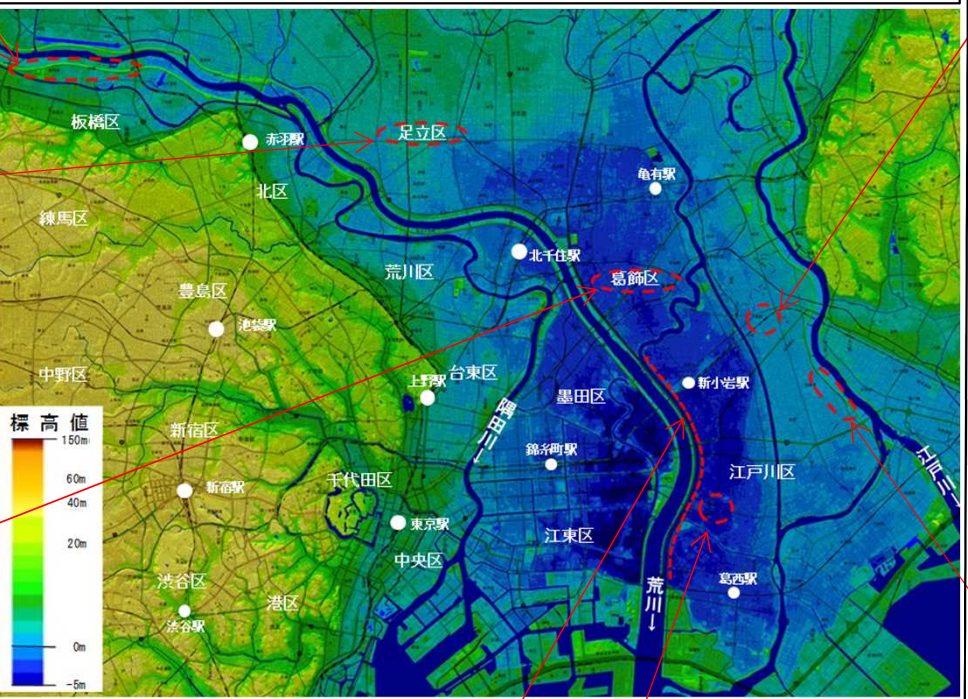 板橋区
赤羽駅
足立区
亀有駅
北区
練馬区
北千住駅
荒川区
葛飾区
豊島区
池袋駅
中野区
台東区
上野駅
新小岩駅
墨田区
標高値
150m
60m
40m
20m
0m
-5m
新宿区
隅田川
錦糸町駅
江戸川
千代田区
江戸川区
新宿駅
東京駅
江東区
中央区
渋谷区
葛西駅
荒川
港区
渋谷駅